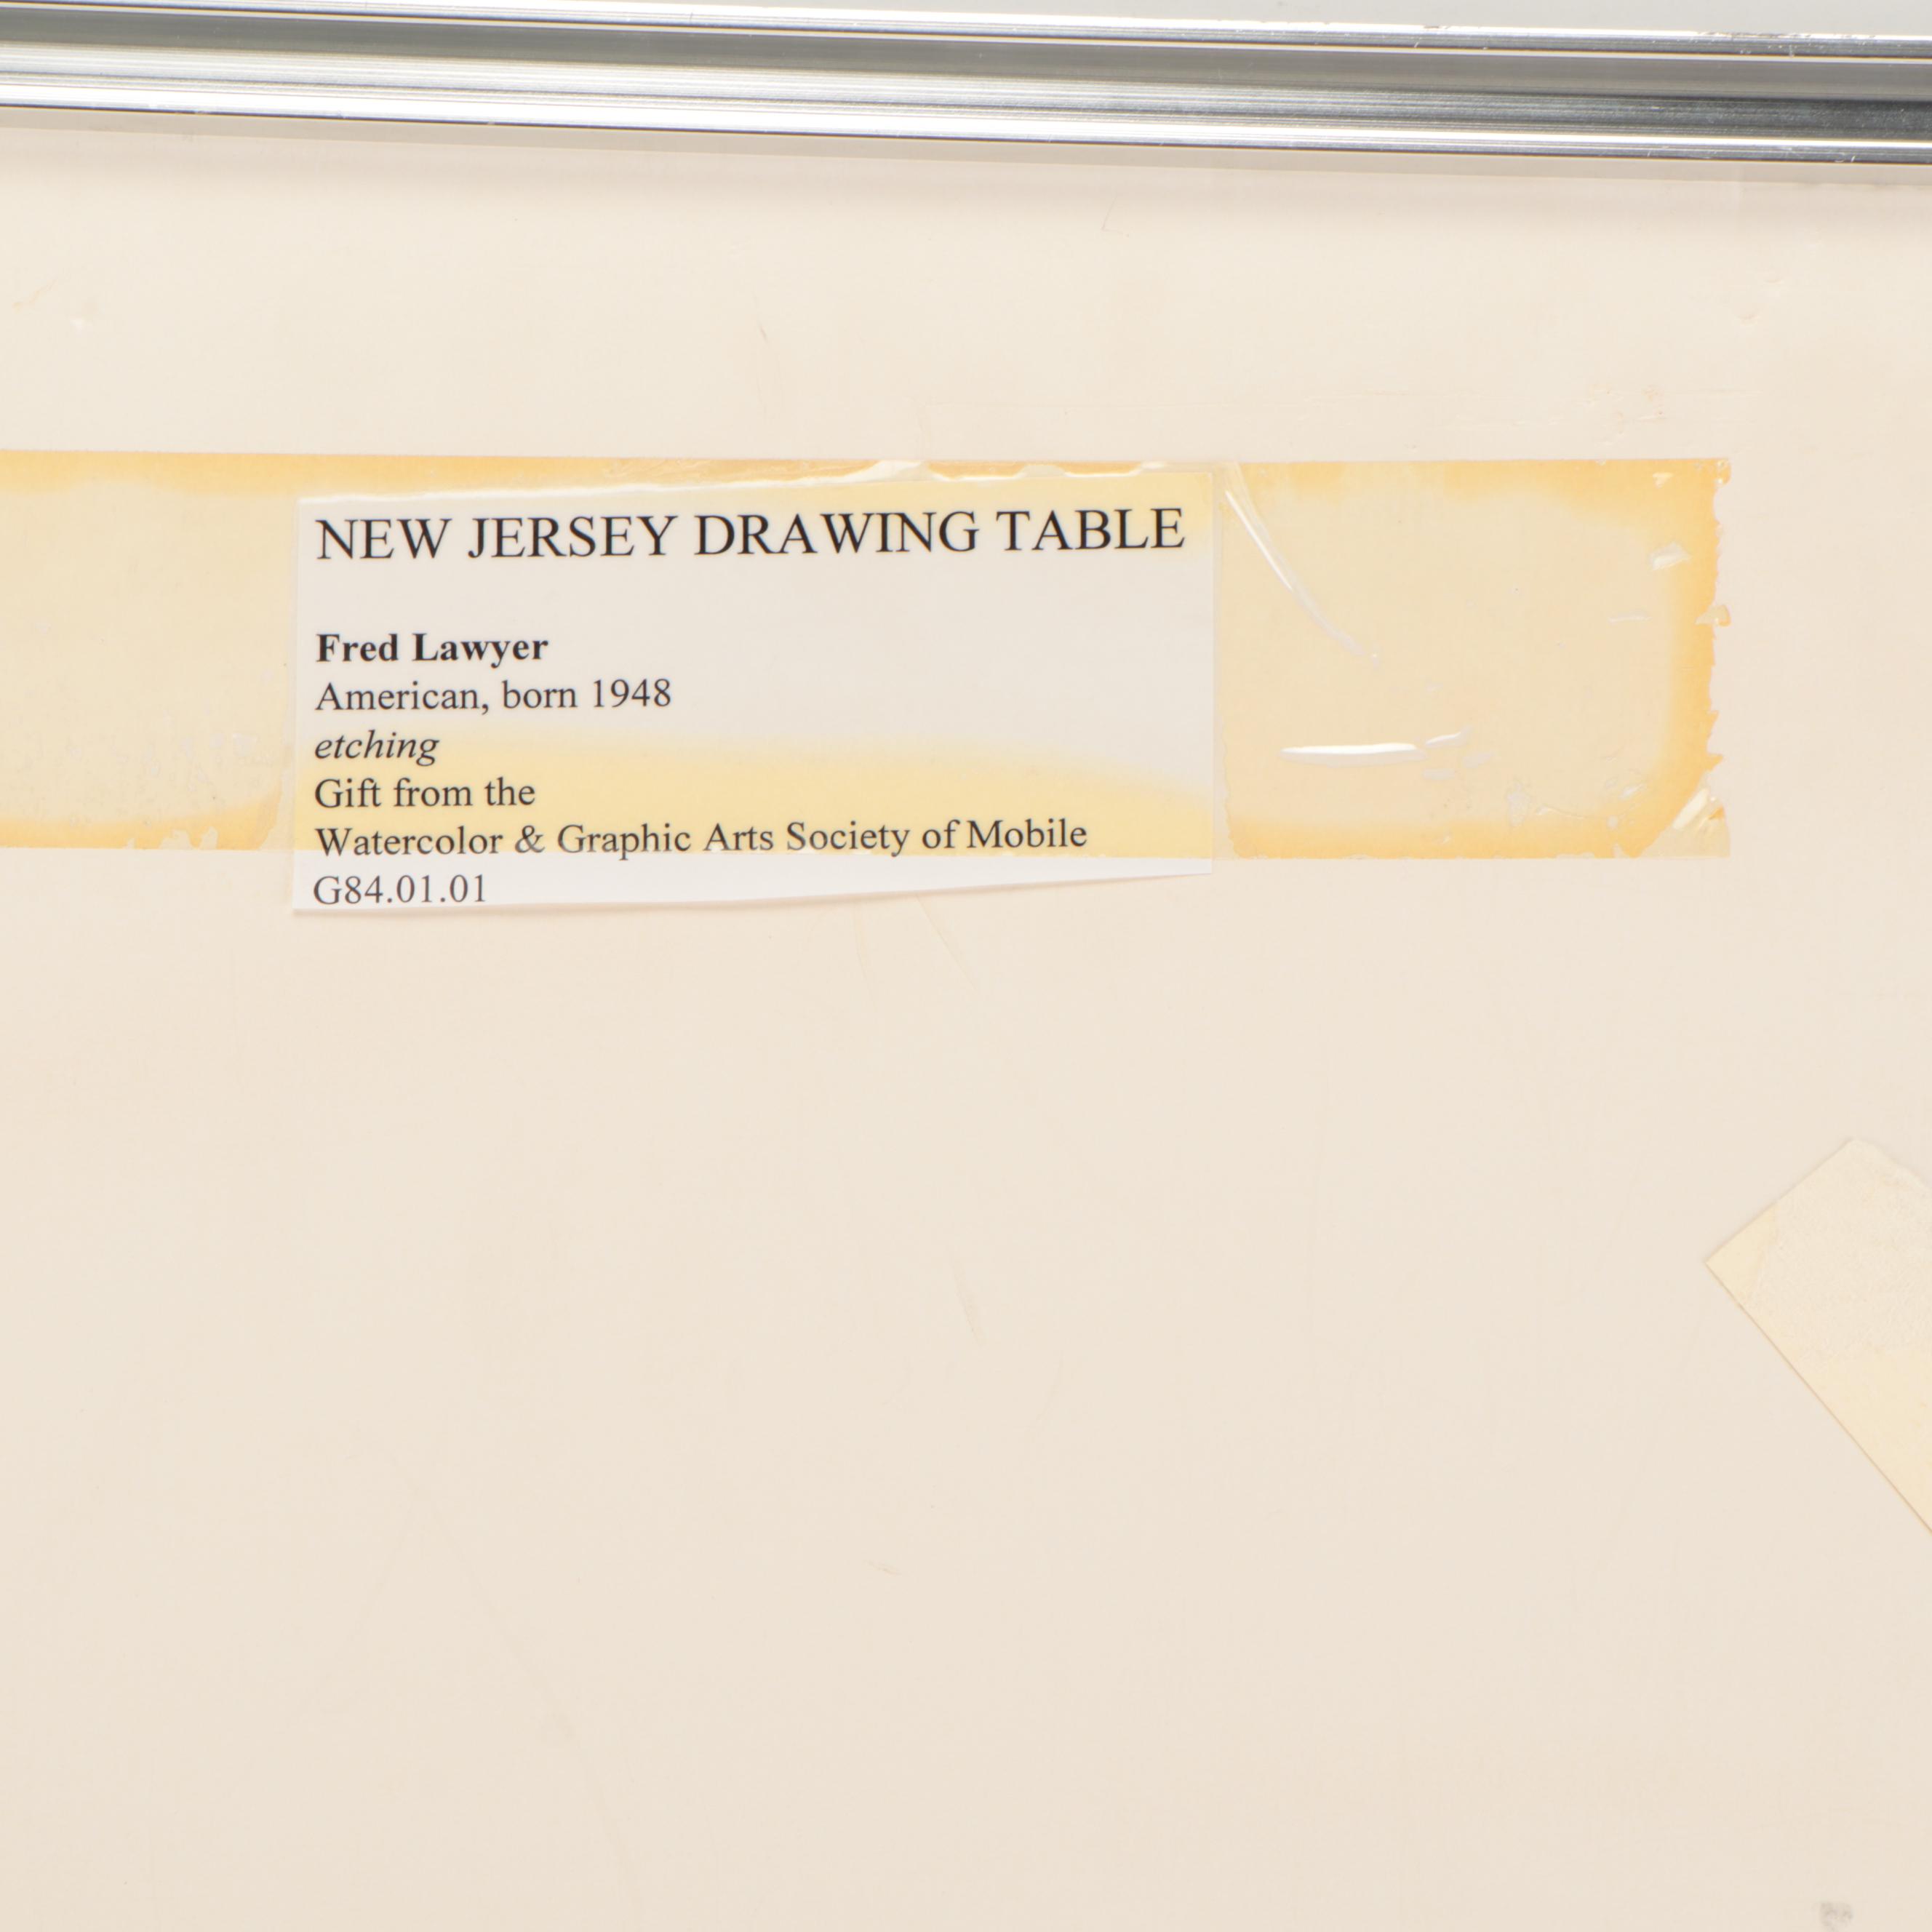 NEW JERSEY DRAWING TABLE
Fred Lawyer
American, born 1948
etching
Gift from the
Watercolor & Graphic Arts Society of Mobile
G84.01.01